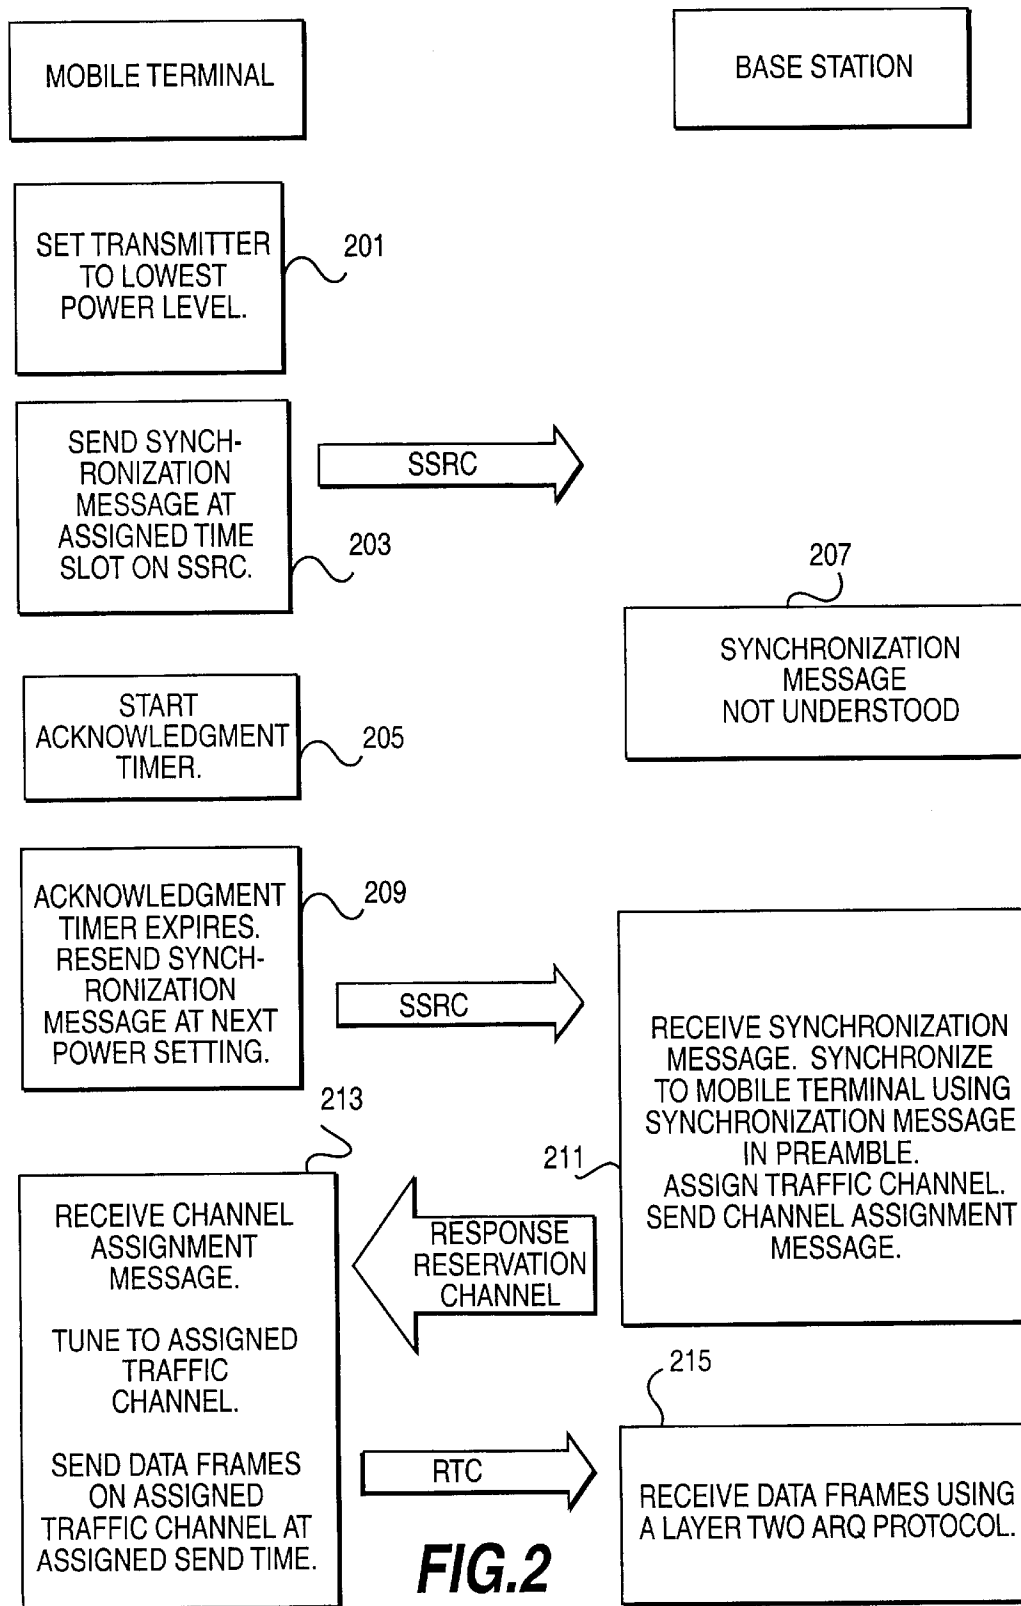 MOBILE TERMINAL
BASE STATION
SET TRANSMITTER
TO LOWEST
POWER LEVEL.
201
SEND SYNCH-
RONIZATION
MESSAGE AT
ASSIGNED TIME
SLOT ON SSRC.
203
SSRC
207
SYNCHRONIZATION
MESSAGE
NOT UNDERSTOOD
START
ACKNOWLEDGMENT
TIMER.
205
ACKNOWLEDGMENT
TIMER EXPIRES.
RESEND SYNCH-
RONIZATION
MESSAGE AT NEXT
POWER SETTING.
209
SSRC
RECEIVE SYNCHRONIZATION
MESSAGE. SYNCHRONIZE
TO MOBILE TERMINAL USING
SYNCHRONIZATION MESSAGE
IN PREAMBLE.
ASSIGN TRAFFIC CHANNEL.
SEND CHANNEL ASSIGNMENT
MESSAGE.
211
213
RESPONSE
RESERVATION
CHANNEL
RECEIVE CHANNEL
ASSIGNMENT
MESSAGE.
TUNE TO ASSIGNED
TRAFFIC
CHANNEL.
SEND DATA FRAMES
ON ASSIGNED
TRAFFIC CHANNEL AT
ASSIGNED SEND TIME.
RTC
215
RECEIVE DATA FRAMES USING
A LAYER TWO ARQ PROTOCOL.
FIG.2